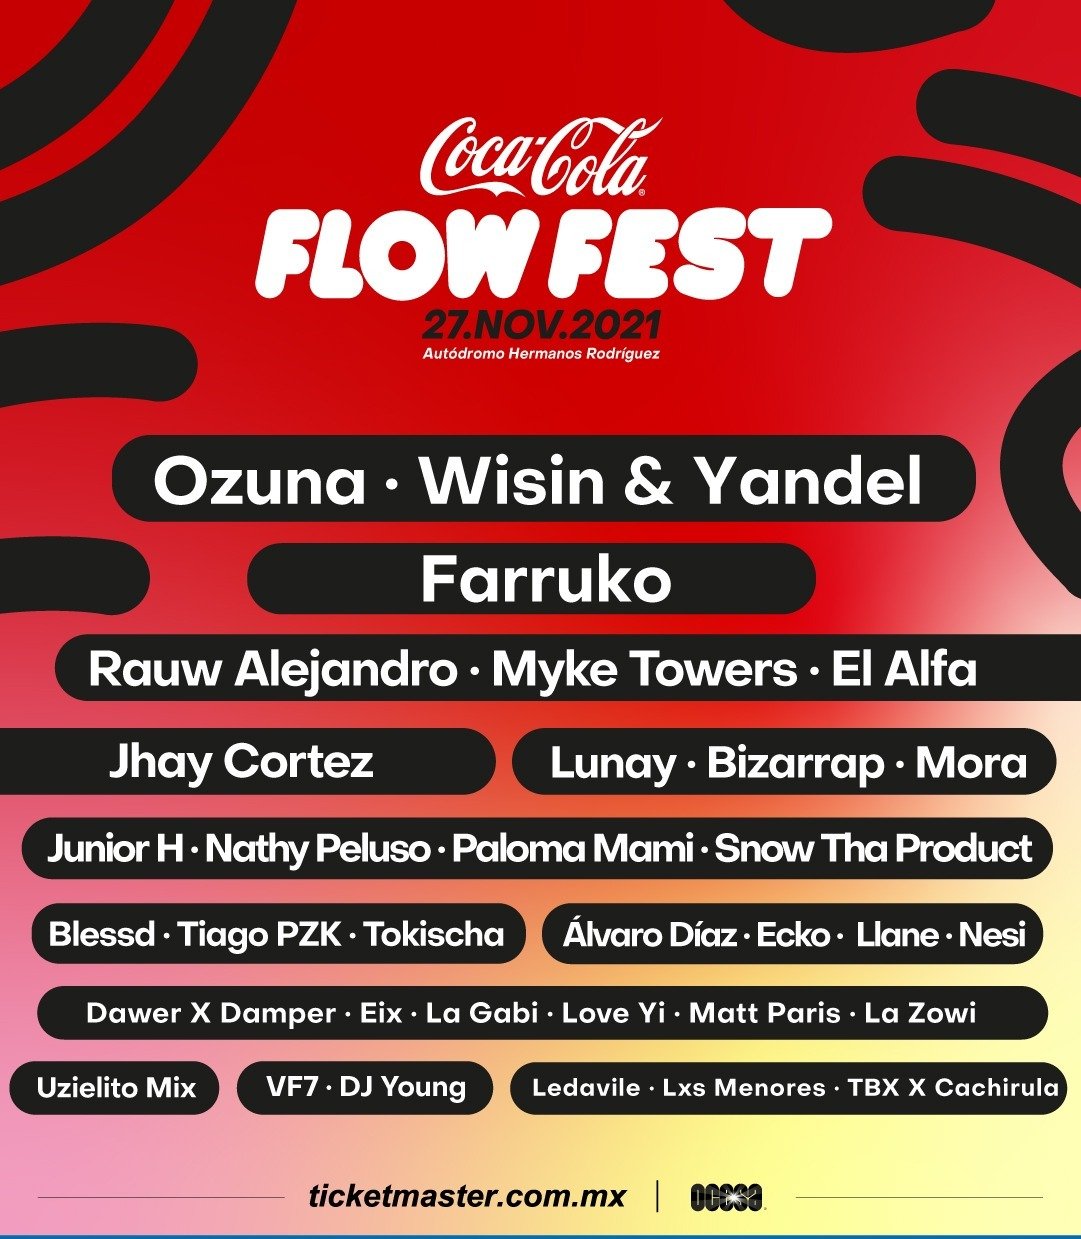 Coca-Cola®
FLOW FEST
27.NOV.2021
Autódromo Hermanos Rodríguez
Ozuna · Wisin & Yandel
Farruko
Rauw Alejandro · Myke Towers · El Alfa
Jhay Cortez
Lunay · Bizarrap · Mora
Junior H · Nathy Peluso · Paloma Mami · Snow Tha Product
Blessd · Tiago PZK · Tokischa
Álvaro Díaz · Ecko · Llane · Nesi
Dawer X Damper · Eix · La Gabi · Love Yi · Matt Paris · La Zowi
Uzielito Mix
VF7 · DJ Young
Ledavile · Lxs Menores · TBX X Cachirula
ticketmaster.com.mx | ocesa